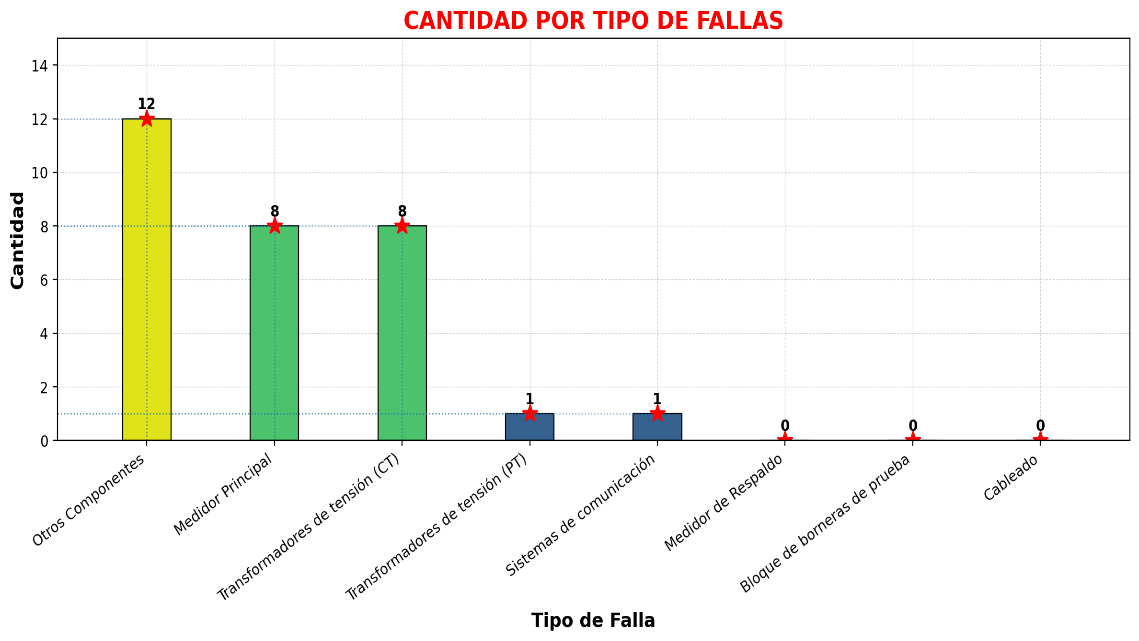 CANTIDAD POR TIPO DE FALLAS
Cantidad
14
12
10
8
6
4
2
0
12
8
8
1
1
0
0
0
Otros Componentes
Medidor Principal
Transformadores de tensión (CT)
Transformadores de tensión (PT)
Sistemas de comunicación
Medidor de Respaldo
Bloque de borneras de prueba
Cableado
Tipo de Falla